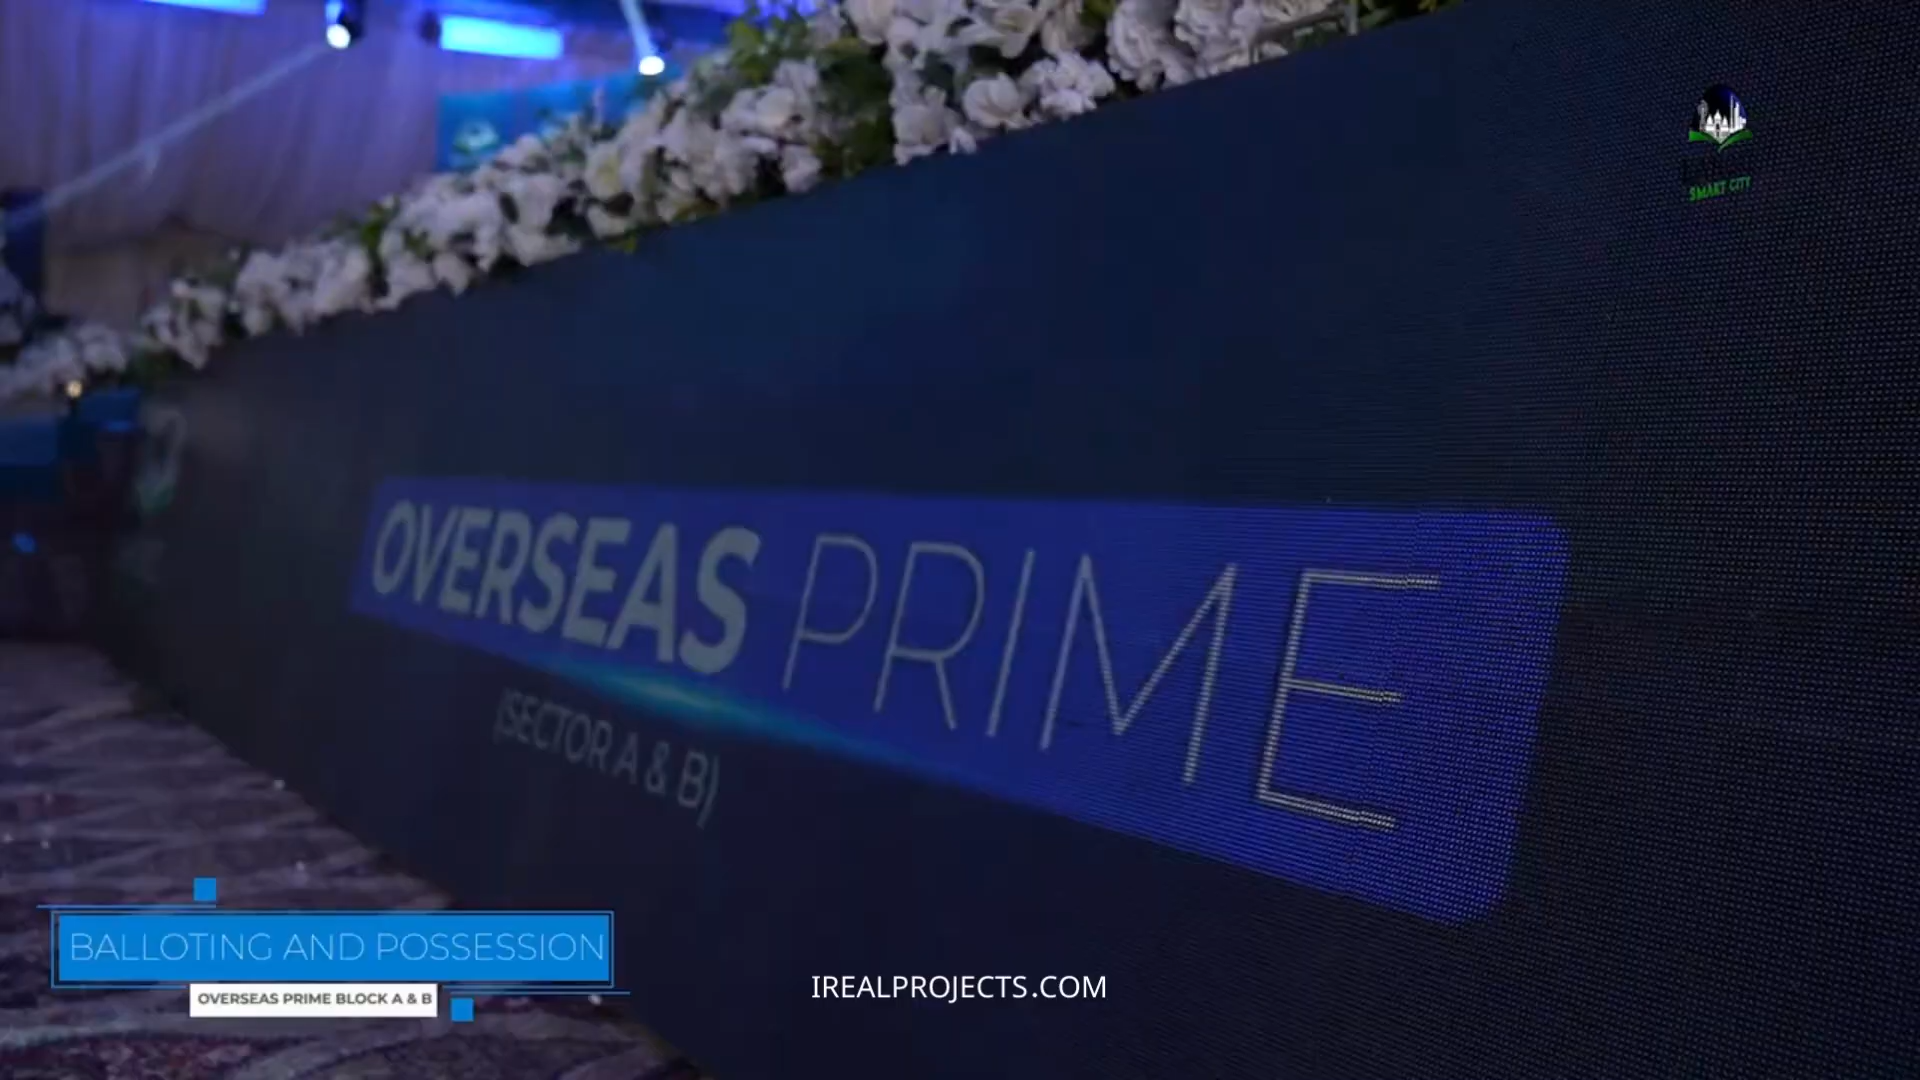 SMART CITY
OVERSEAS PRIME
(SECTOR A & B)
BALLOTING AND POSSESSION
OVERSEAS PRIME BLOCK A & B
IREALPROJECTS.COM